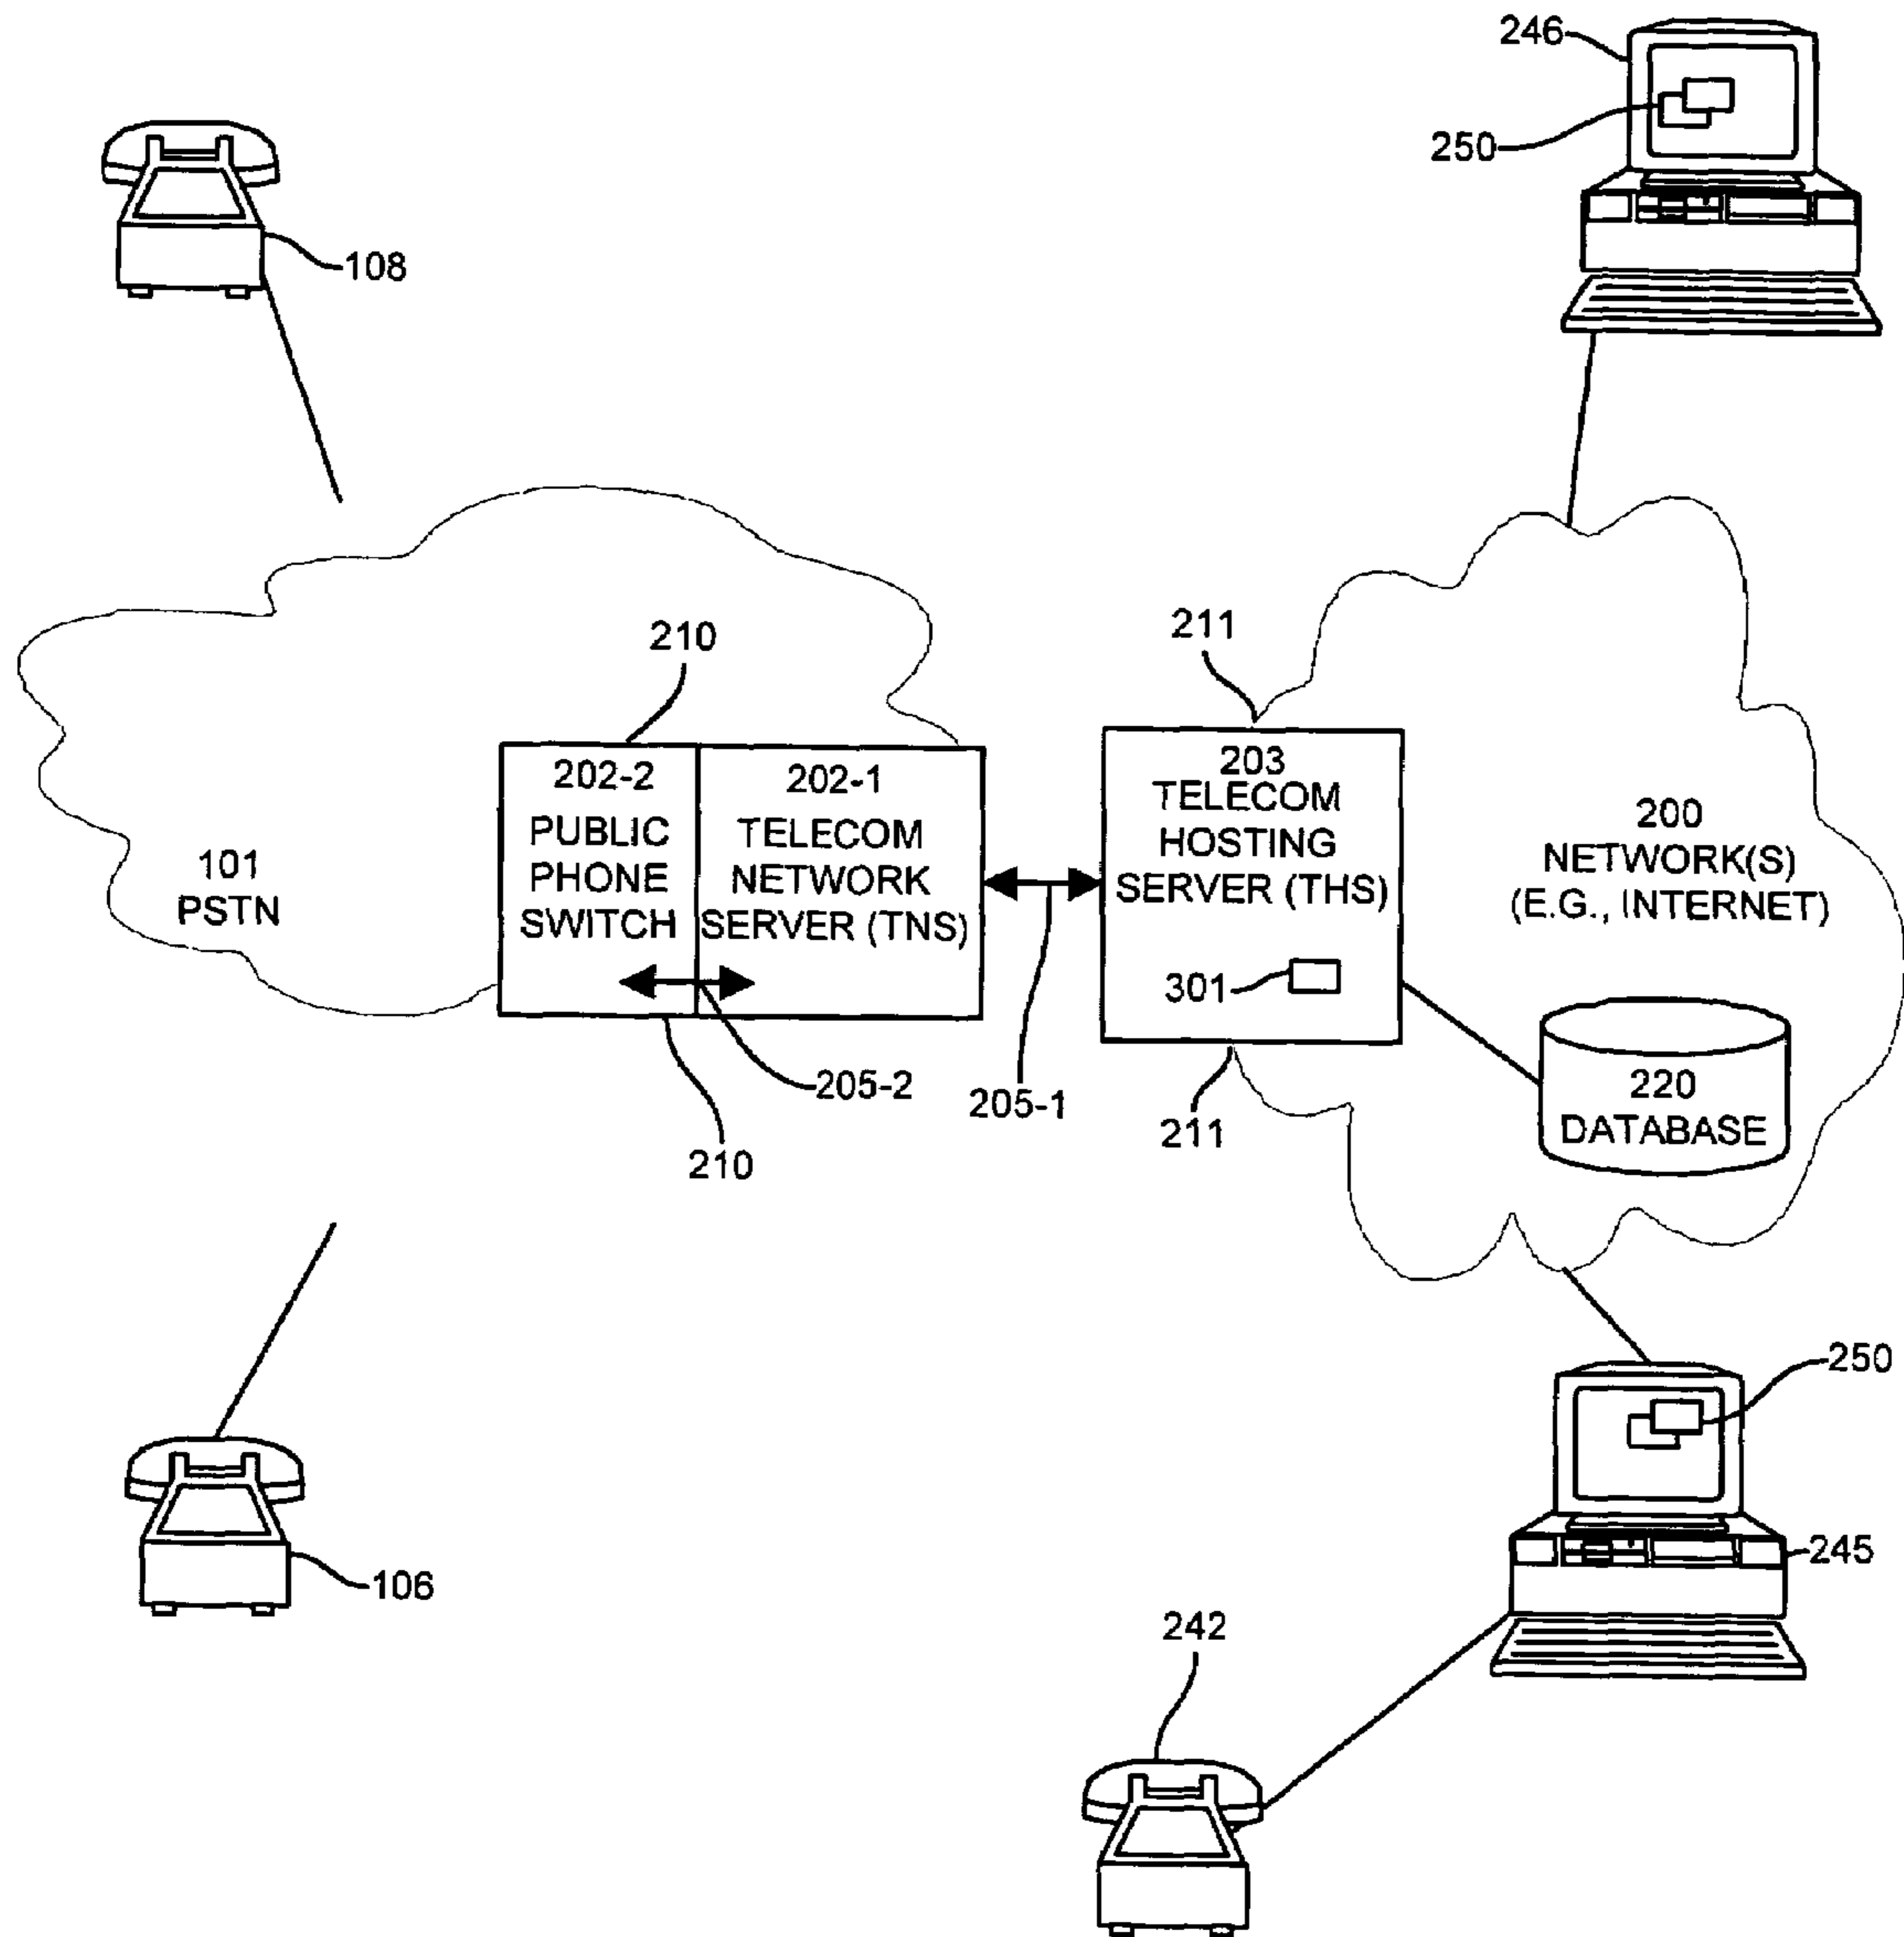 246
250
108
210
211
202-2
PUBLIC
PHONE
SWITCH
202-1
TELECOM
NETWORK
SERVER (TNS)
203
TELECOM
HOSTING
SERVER (THS)
301
200
NETWORK(S)
(E.G., INTERNET)
101
PSTN
205-2
205-1
210
211
220
DATABASE
250
245
106
242